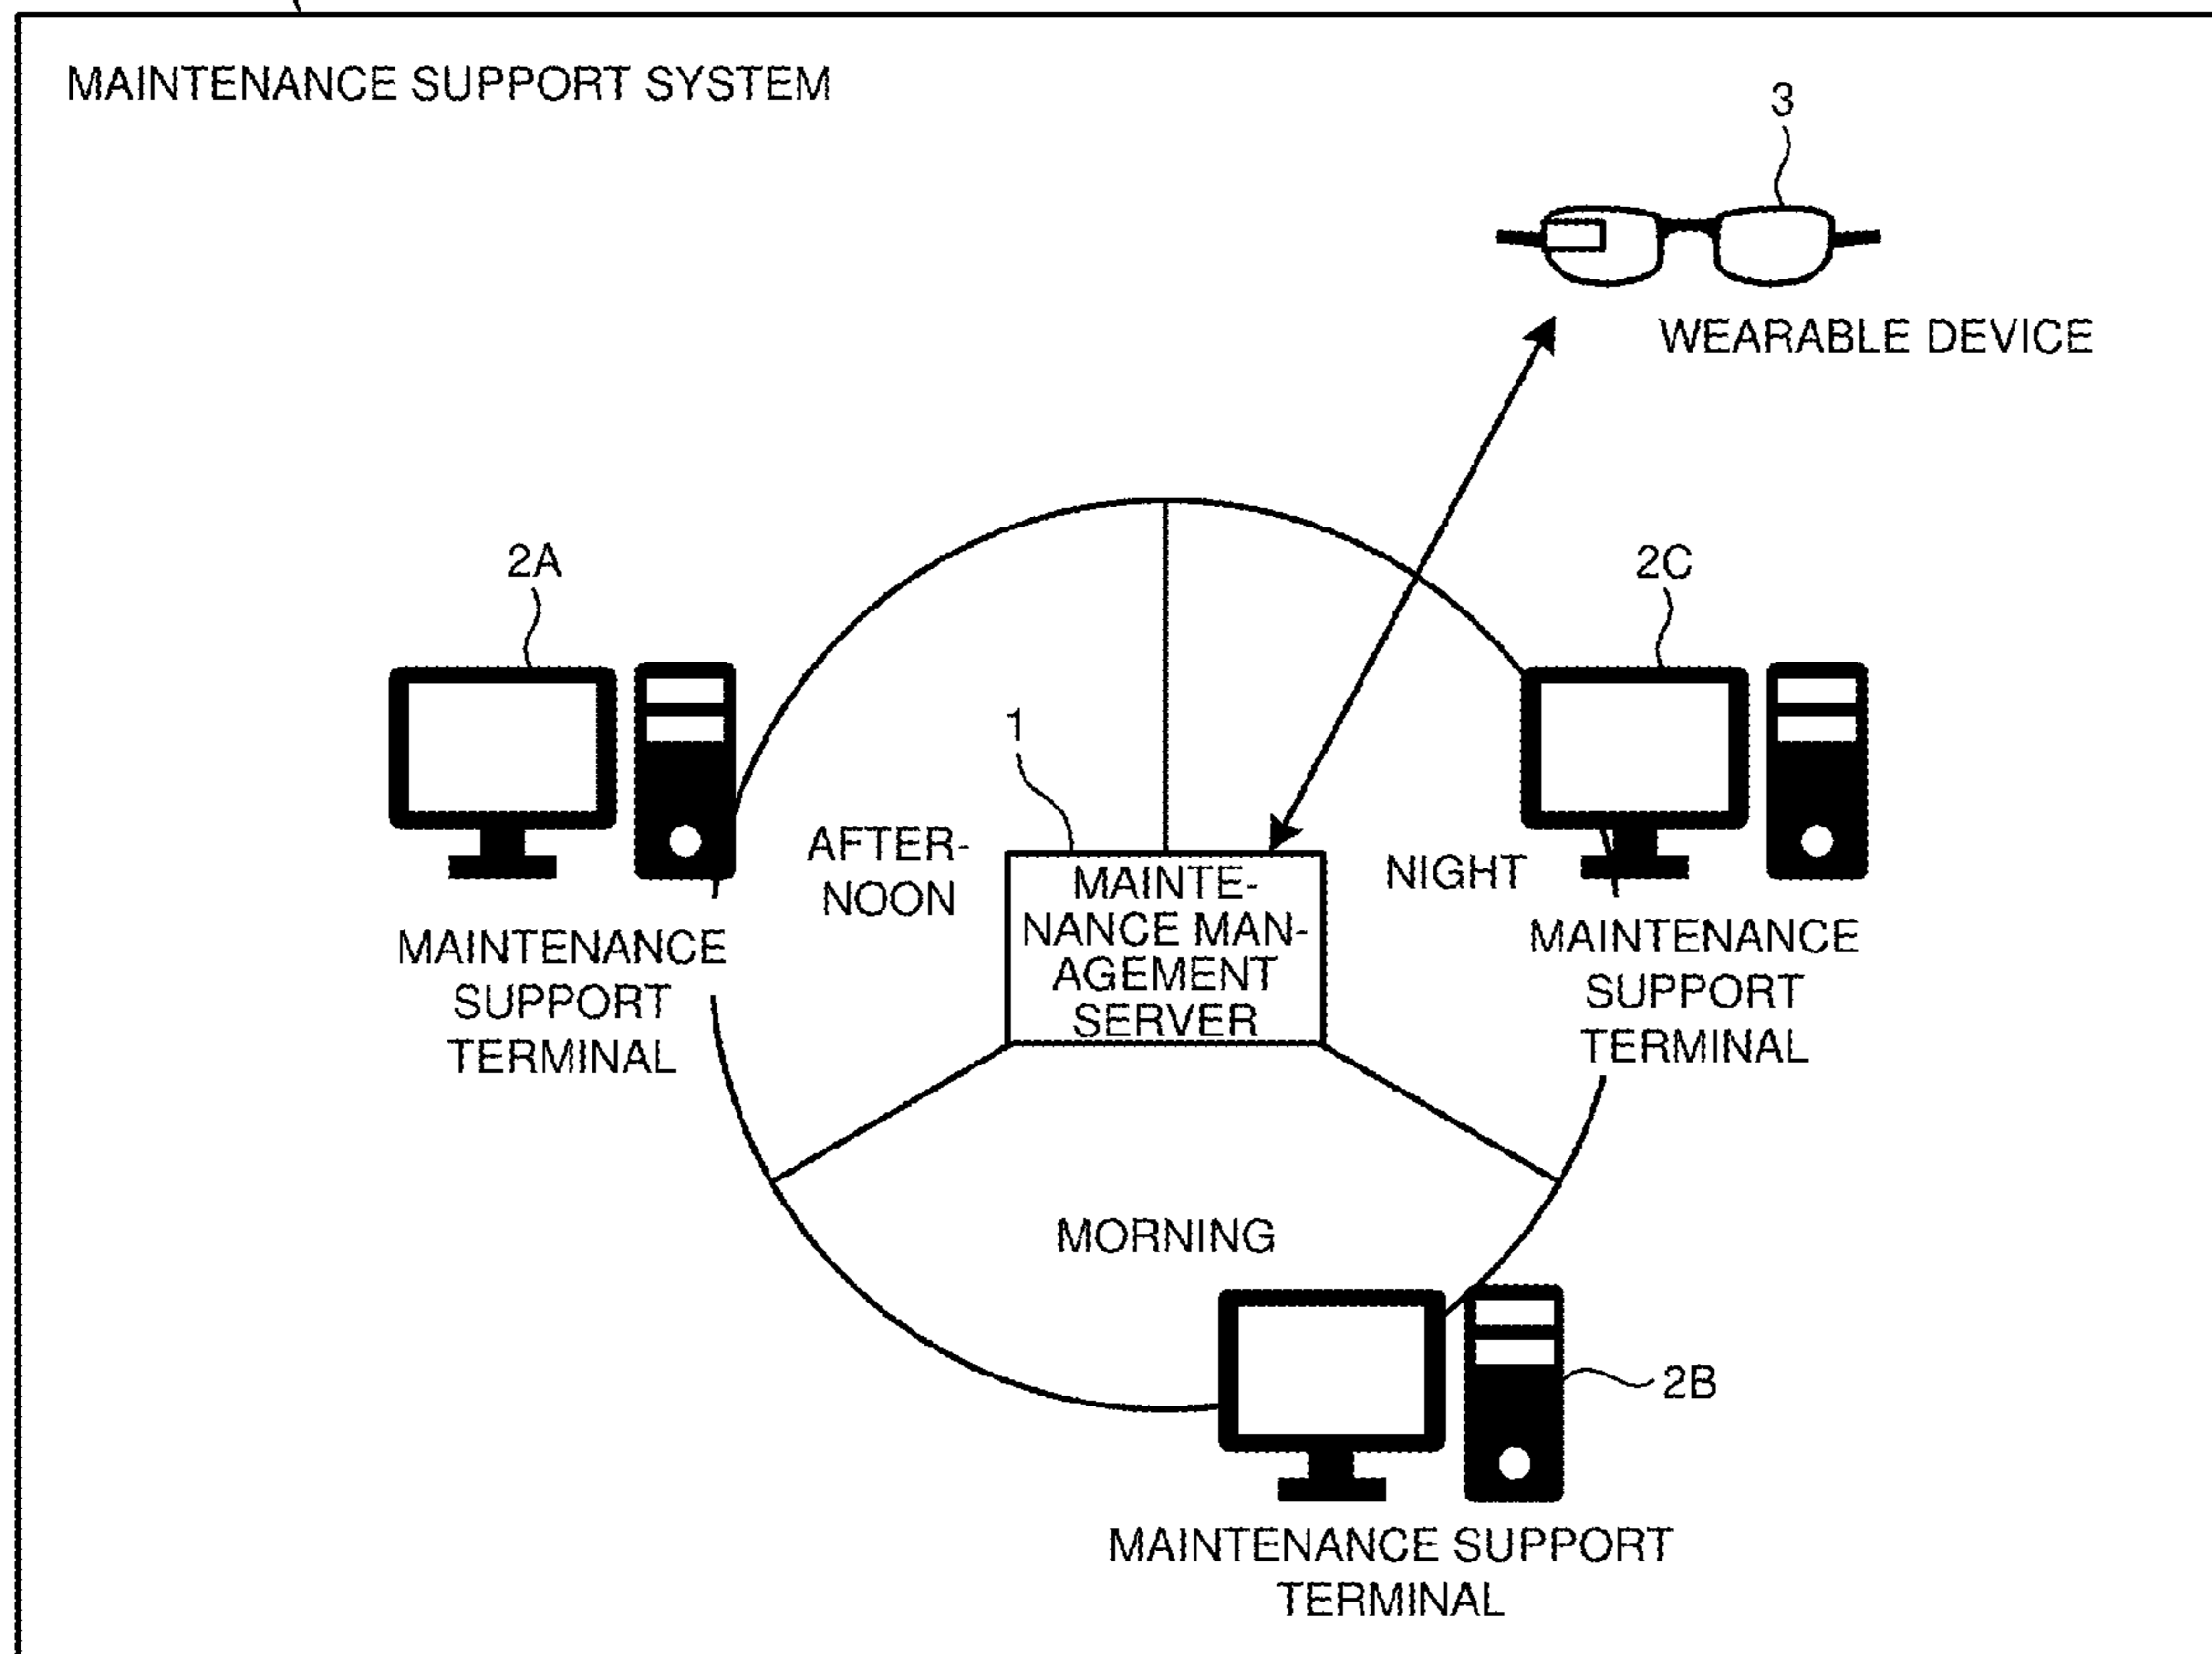 MAINTENANCE SUPPORT SYSTEM
3
WEARABLE DEVICE
2A
2C
1
AFTER-
NOON
NIGHT
MAINTE-
NANCE MAN-
AGEMENT
SERVER
MAINTENANCE
SUPPORT
TERMINAL
MAINTENANCE
SUPPORT
TERMINAL
MORNING
2B
MAINTENANCE SUPPORT
TERMINAL